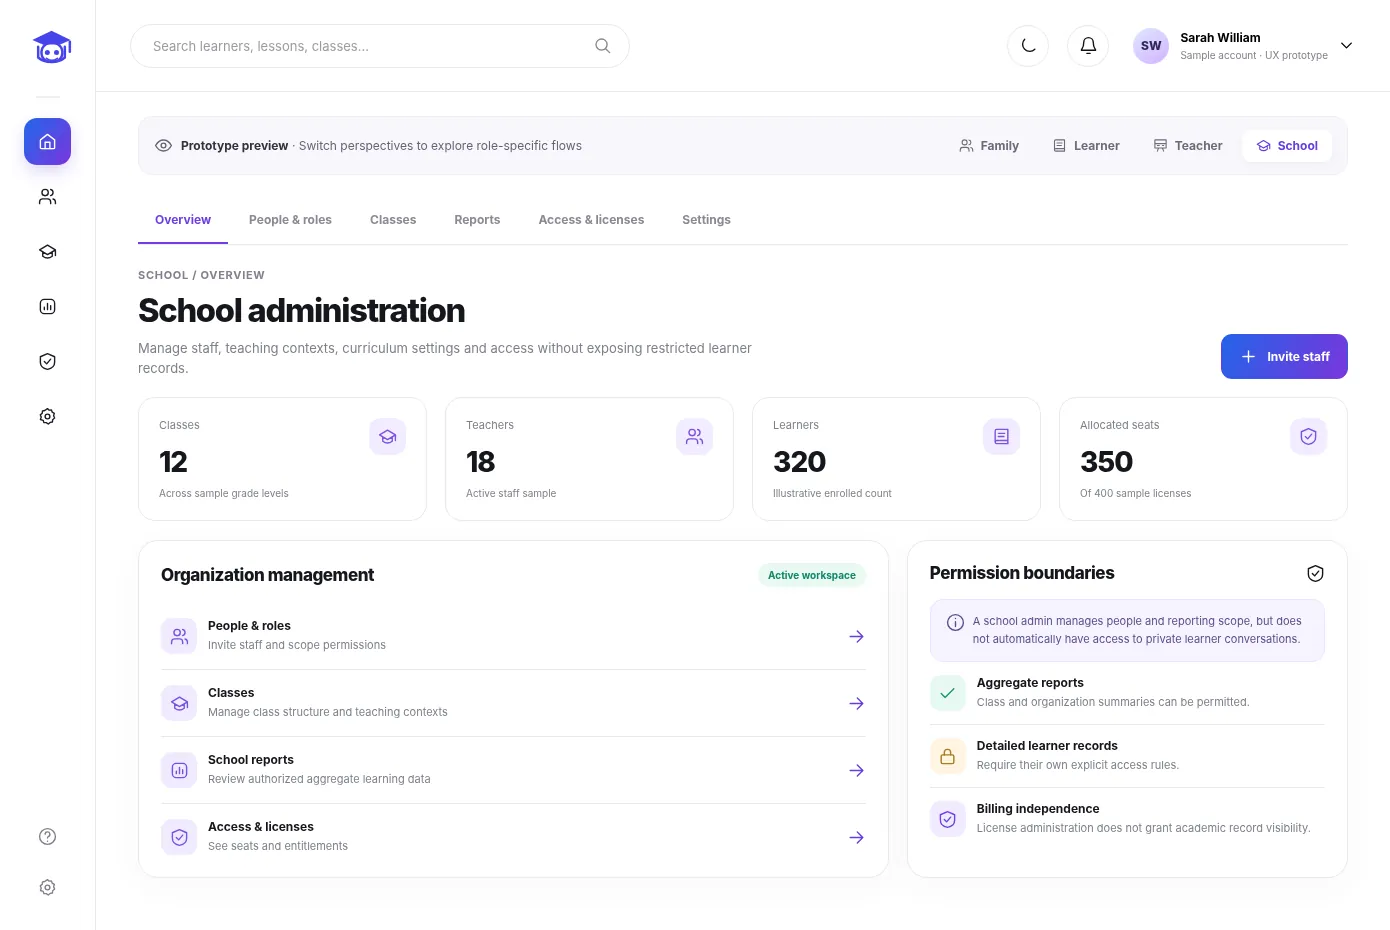 Search learners, lessons, classes...
SW
Sarah William
Sample account · UX prototype
Prototype preview · Switch perspectives to explore role-specific flows
Family
Learner
Teacher
School
Overview
People & roles
Classes
Reports
Access & licenses
Settings
SCHOOL / OVERVIEW
School administration
Manage staff, teaching contexts, curriculum settings and access without exposing restricted learner
records.
Invite staff
Classes
12
Across sample grade levels
Teachers
18
Active staff sample
Learners
320
Illustrative enrolled count
Allocated seats
350
Of 400 sample licenses
Organization management
Active workspace
People & roles
Invite staff and scope permissions
Classes
Manage class structure and teaching contexts
School reports
Review authorized aggregate learning data
Access & licenses
See seats and entitlements
Permission boundaries
A school admin manages people and reporting scope, but does
not automatically have access to private learner conversations.
Aggregate reports
Class and organization summaries can be permitted.
Detailed learner records
Require their own explicit access rules.
Billing independence
License administration does not grant academic record visibility.